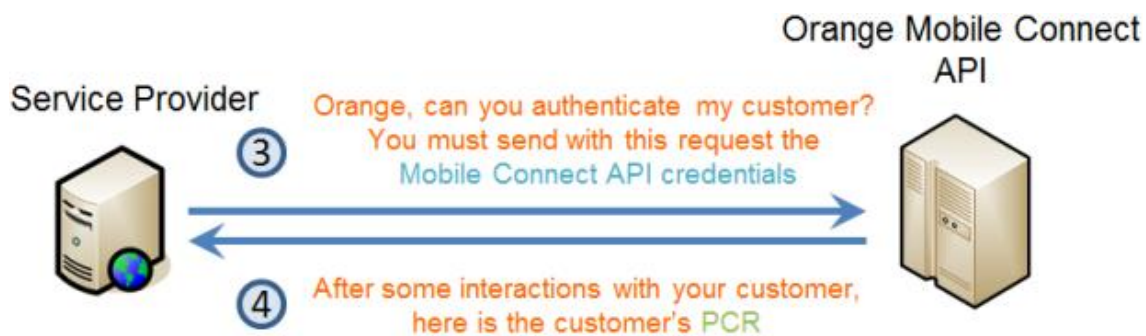 Orange Mobile Connect
API
Service Provider
3
Orange, can you authenticate my customer?
You must send with this request the
Mobile Connect API credentials
4
After some interactions with your customer,
here is the customer's PCR